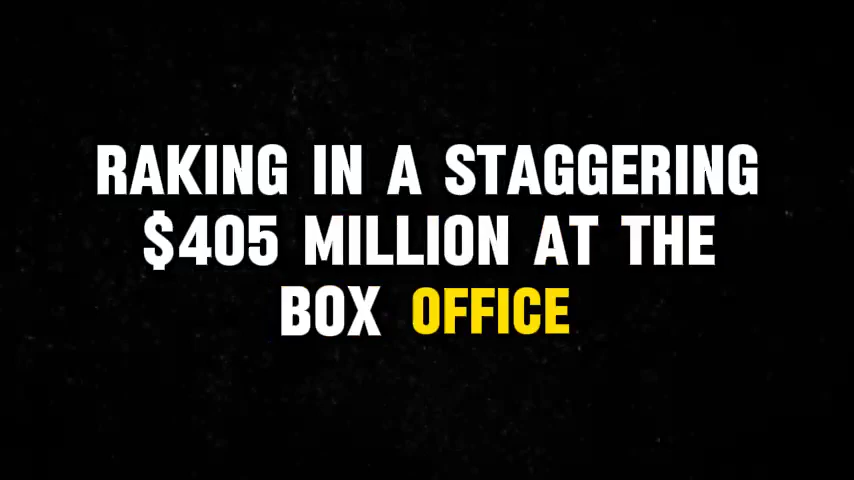 RAKING IN A STAGGERING
$405 MILLION AT THE
BOX OFFICE